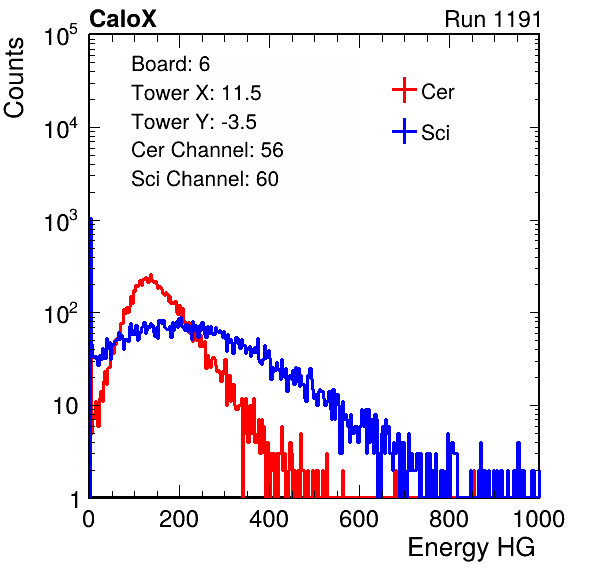 CaloX Run 1191
Counts
Board: 6
Tower X: 11.5
Tower Y: -3.5
Cer Channel: 56
Sci Channel: 60
Cer
Sci
10^5
10^4
10^3
10^2
10
1
0 200 400 600 800 1000
Energy HG